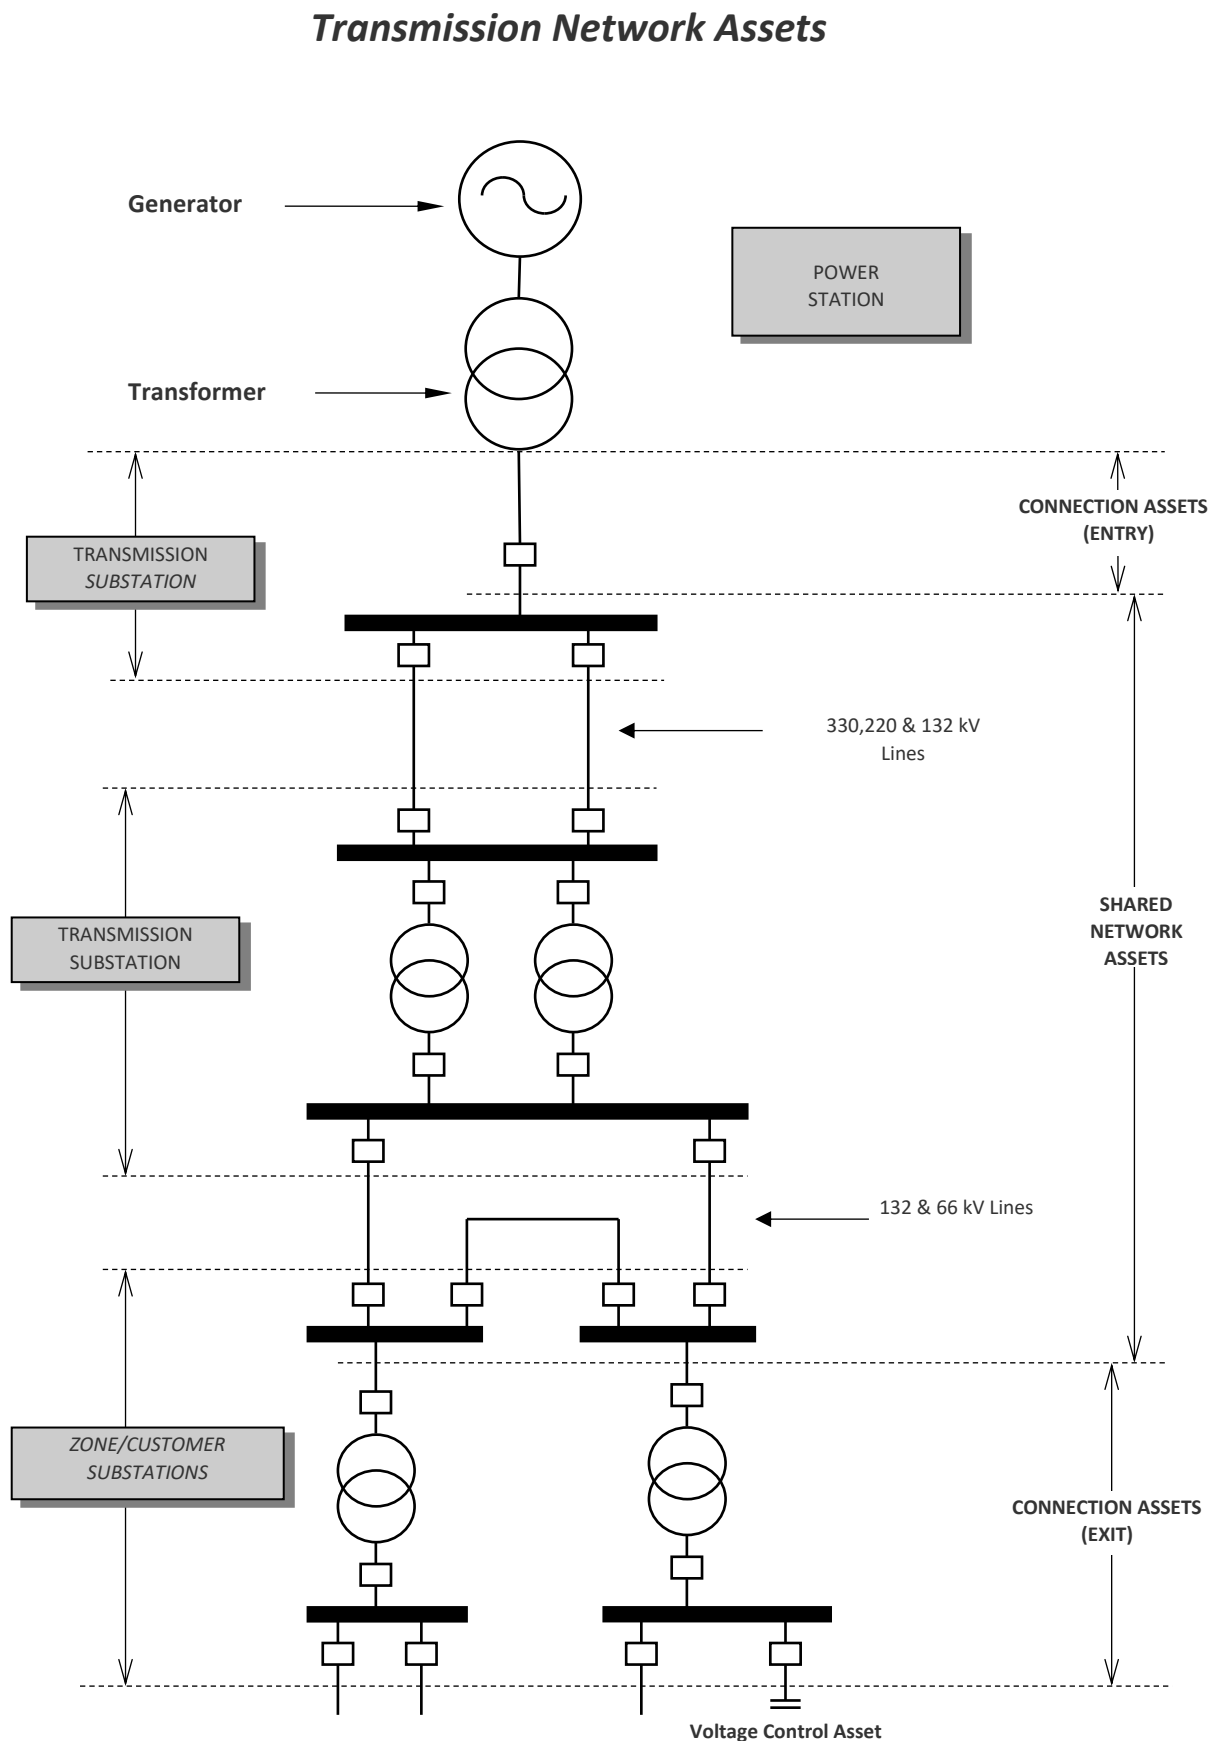 Transmission Network Assets
Generator
POWER
STATION
Transformer
CONNECTION ASSETS
(ENTRY)
TRANSMISSION
SUBSTATION
330,220 & 132 kV
Lines
SHARED
NETWORK
ASSETS
TRANSMISSION
SUBSTATION
132 & 66 kV Lines
ZONE/CUSTOMER
SUBSTATIONS
CONNECTION ASSETS
(EXIT)
Voltage Control Asset